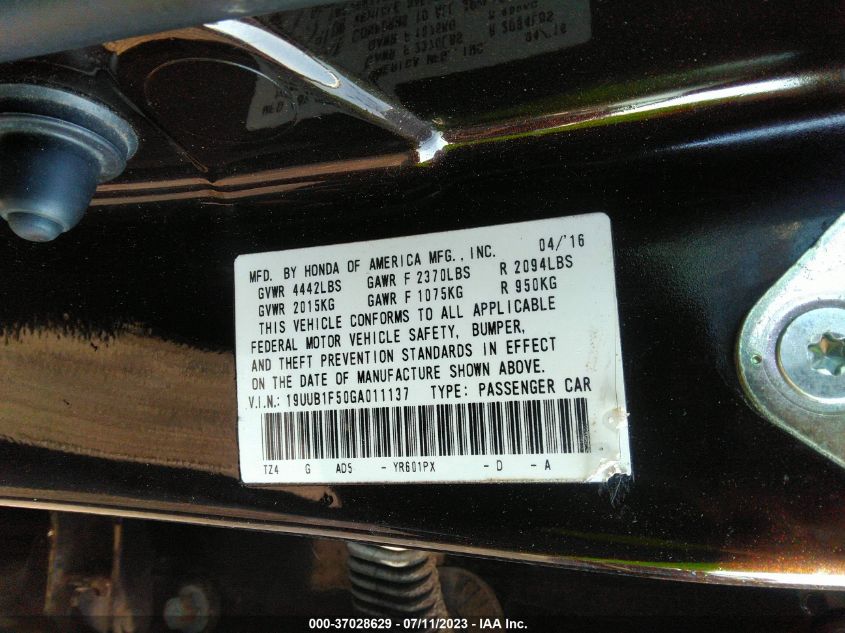 MFD. BY HONDA OF AMERICA MFG., INC. 04/'16
GVWR 4442LBS GAWR F 2370LBS R 2094LBS
GVWR 2015KG GAWR F 1075KG R 950KG
THIS VEHICLE CONFORMS TO ALL APPLICABLE
FEDERAL MOTOR VEHICLE SAFETY, BUMPER,
AND THEFT PREVENTION STANDARDS IN EFFECT
ON THE DATE OF MANUFACTURE SHOWN ABOVE.
V.I.N.: 19UUB1F50GA011137 TYPE: PASSENGER CAR
TZ4 G AD5 - YR601PX - D - A
000-37028629 - 07/11/2023 - IAA Inc.